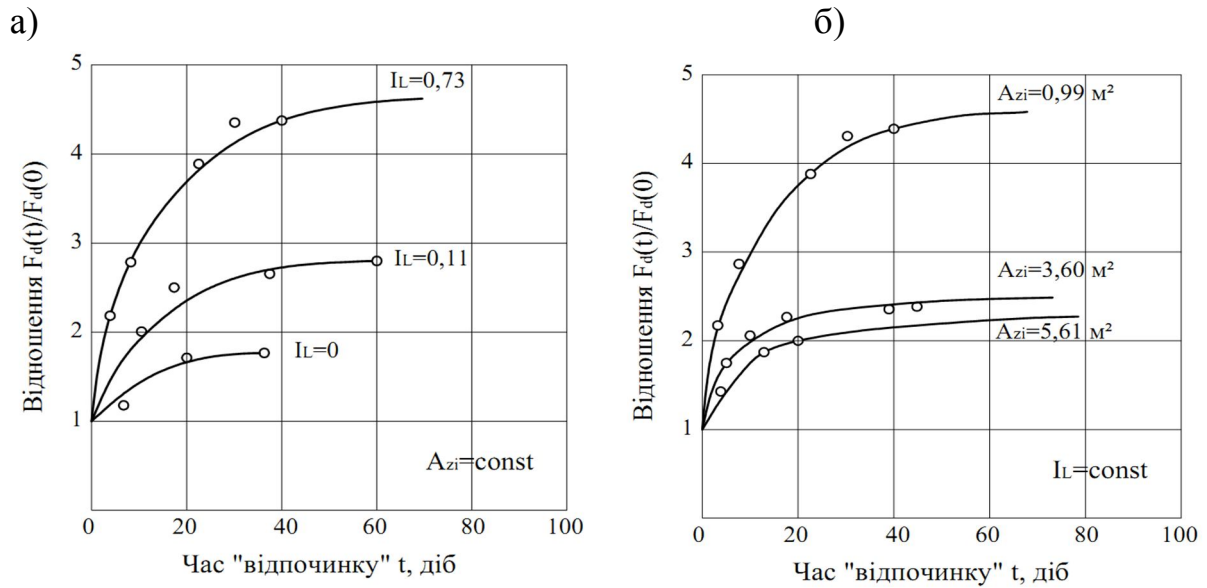 а)
Відношення Fd(t)/Fd(0)
5
4
3
2
1
0
20
40
60
80
100
IL=0,73
IL=0,11
IL=0
Azi=const
Час "відпочинку" t, діб
б)
Відношення Fd(t)/Fd(0)
5
4
3
2
1
0
20
40
60
80
100
Azi=0,99 м²
Azi=3,60 м²
Azi=5,61 м²
IL=const
Час "відпочинку" t, діб